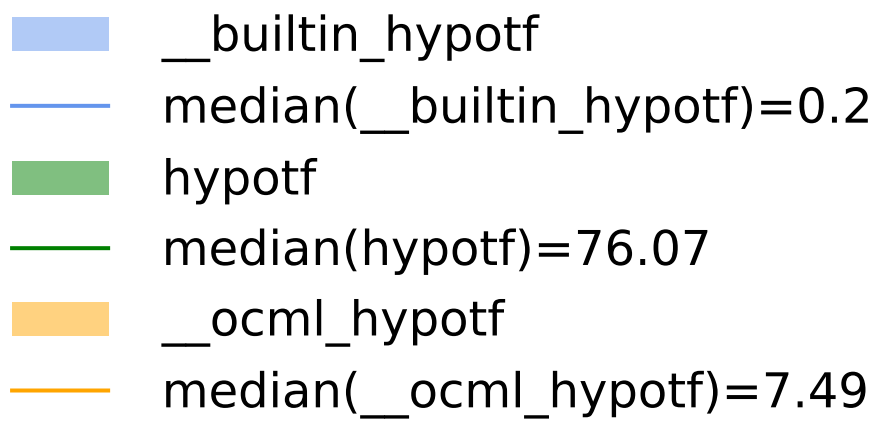 __builtin_hypotf
median(__builtin_hypotf)=0.2
hypotf
median(hypotf)=76.07
__ocml_hypotf
median(__ocml_hypotf)=7.49